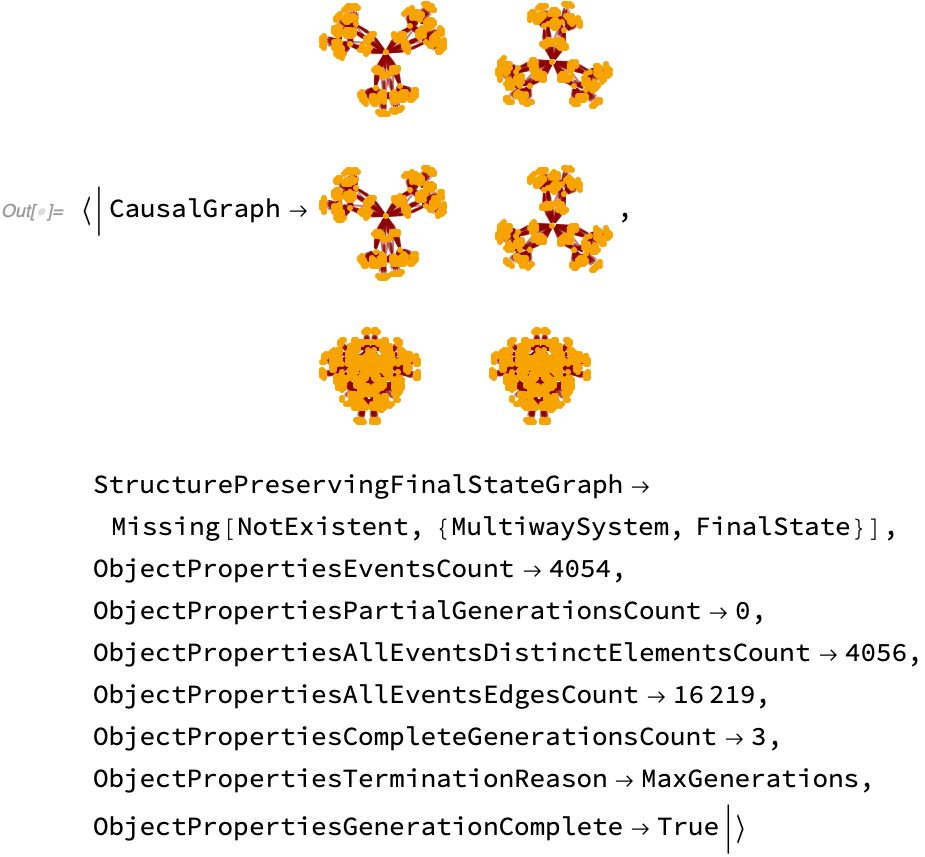 Out[•]= <|CausalGraph → ,
StructurePreservingFinalStateGraph →
Missing[NotExistent, {MultiwaySystem, FinalState}],
ObjectPropertiesEventsCount → 4054,
ObjectPropertiesPartialGenerationsCount → 0,
ObjectPropertiesAllEventsDistinctElementsCount → 4056,
ObjectPropertiesAllEventsEdgesCount → 16 219,
ObjectPropertiesCompleteGenerationsCount → 3,
ObjectPropertiesTerminationReason → MaxGenerations,
ObjectPropertiesGenerationComplete → True|>